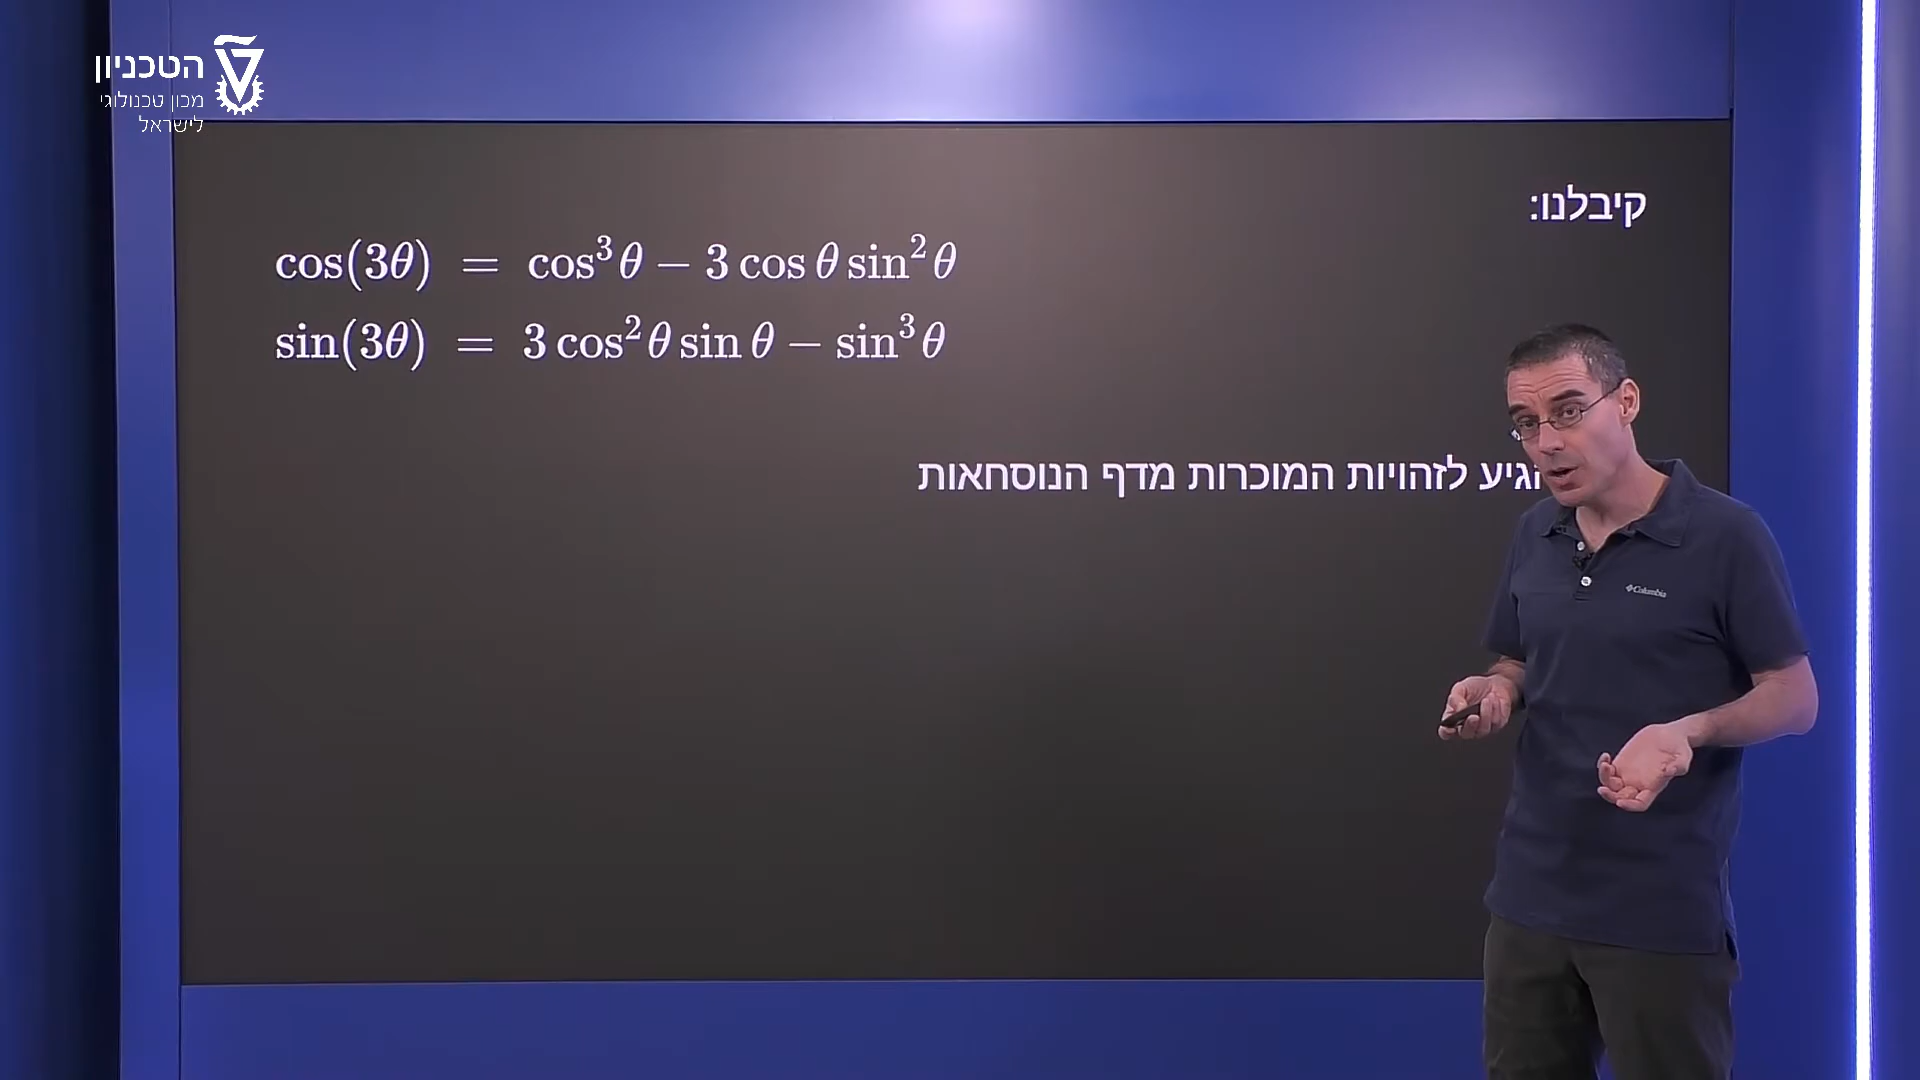 הטכניון
מכון טכנולוגי
לישראל
קיבלנו:
cos(3θ) = cos³θ − 3 cos θ sin²θ
sin(3θ) = 3 cos²θ sin θ − sin³θ
לזהויות המוכרות מדף הנוסחאות
Columbia